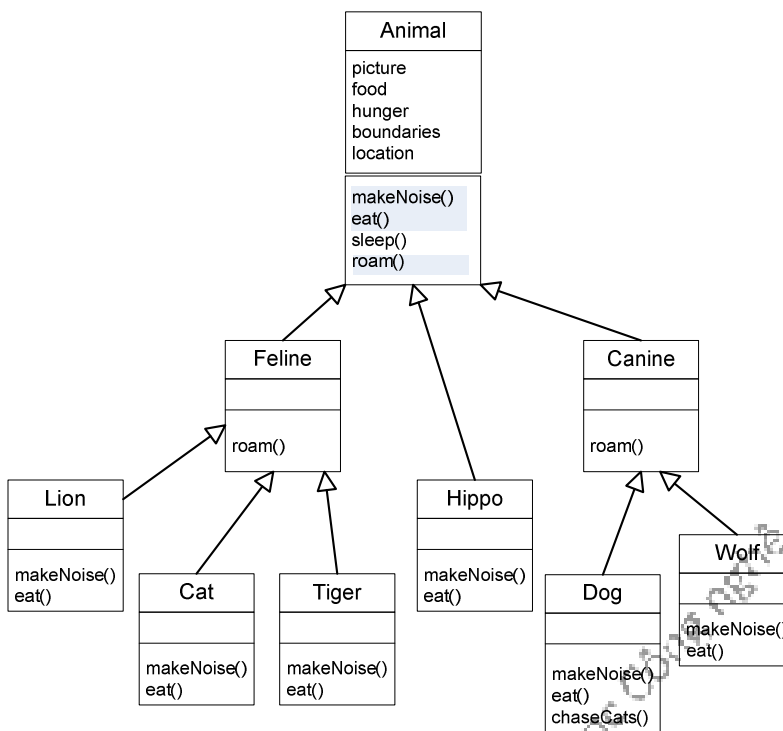 Animal
picture
food
hunger
boundaries
location
makeNoise()
eat()
sleep()
roam()
Feline
roam()
Canine
roam()
Lion
makeNoise()
eat()
Cat
makeNoise()
eat()
Tiger
makeNoise()
eat()
Hippo
makeNoise()
eat()
Dog
makeNoise()
eat()
chaseCats()
Wolf
makeNoise()
eat()